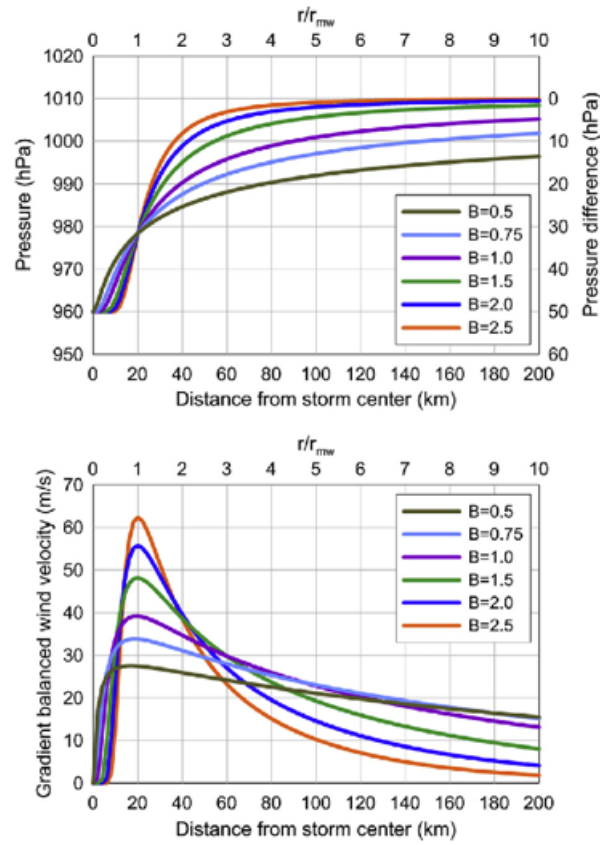 r/rmw
0 1 2 3 4 5 6 7 8 9 10
1020
1010
1000
990
980
970
960
950
Pressure (hPa)
0
10
20
30
40
50
60
Pressure difference (hPa)
B=0.5
B=0.75
B=1.0
B=1.5
B=2.0
B=2.5
0 20 40 60 80 100 120 140 160 180 200
Distance from storm center (km)
r/rmw
0 1 2 3 4 5 6 7 8 9 10
70
60
50
40
30
20
10
0
Gradient balanced wind velocity (m/s)
B=0.5
B=0.75
B=1.0
B=1.5
B=2.0
B=2.5
0 20 40 60 80 100 120 140 160 180 200
Distance from storm center (km)